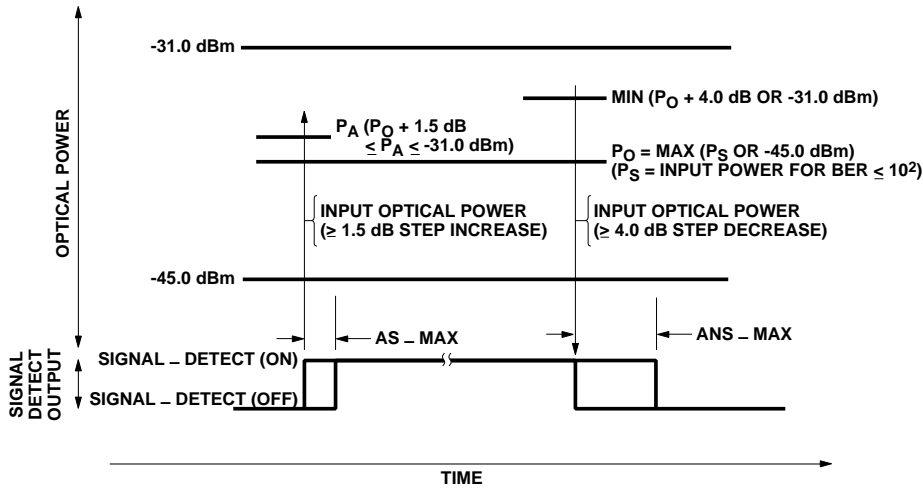 OPTICAL POWER
-31.0 dBm
MIN (PO + 4.0 dB OR -31.0 dBm)
PA (PO + 1.5 dB
≤ PA ≤ -31.0 dBm)
PO = MAX (PS OR -45.0 dBm)
(PS = INPUT POWER FOR BER ≤ 102)
INPUT OPTICAL POWER
(≥ 1.5 dB STEP INCREASE)
INPUT OPTICAL POWER
(≥ 4.0 dB STEP DECREASE)
-45.0 dBm
AS – MAX
ANS – MAX
SIGNAL
DETECT
OUTPUT
SIGNAL – DETECT (ON)
SIGNAL – DETECT (OFF)
TIME